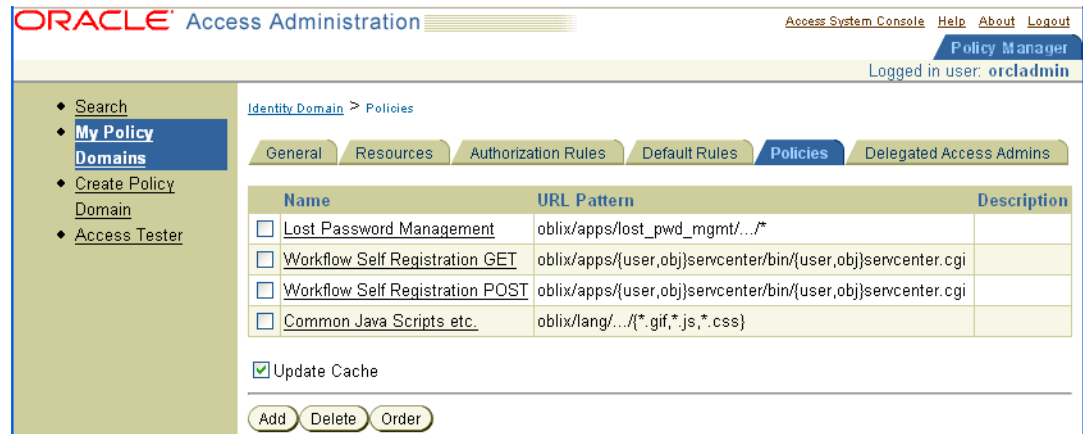 ORACLE Access Administration
Access System Console Help About Logout
Policy Manager
Logged in user: orcladmin
Search
My Policy
Domains
Create Policy
Domain
Access Tester
Identity Domain > Policies
General Resources Authorization Rules Default Rules Policies Delegated Access Admins
Name URL Pattern Description
Lost Password Management oblix/apps/lost_pwd_mgmt/.../*
Workflow Self Registration GET oblix/apps/{user,obj}servcenter/bin/{user,obj}servcenter.cgi
Workflow Self Registration POST oblix/apps/{user,obj}servcenter/bin/{user,obj}servcenter.cgi
Common Java Scripts etc. oblix/lang/.../{*.gif,*.js,*.css}
Update Cache
Add Delete Order